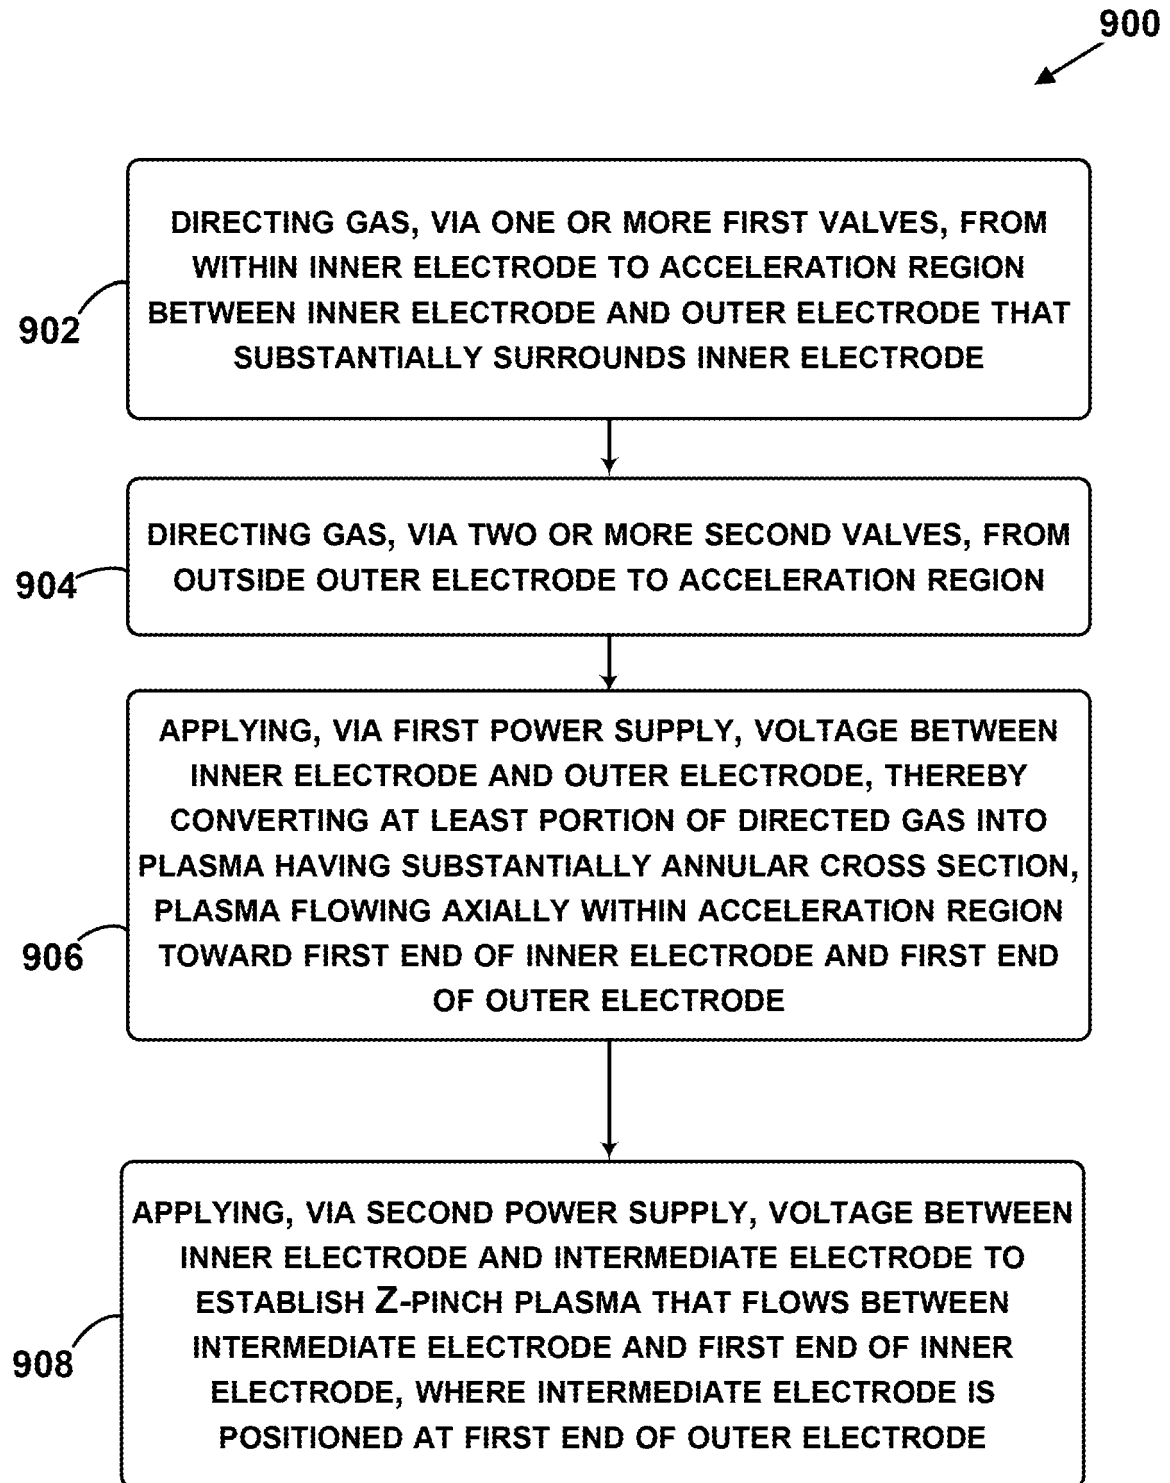 900
DIRECTING GAS, VIA ONE OR MORE FIRST VALVES, FROM
WITHIN INNER ELECTRODE TO ACCELERATION REGION
BETWEEN INNER ELECTRODE AND OUTER ELECTRODE THAT
SUBSTANTIALLY SURROUNDS INNER ELECTRODE
902
DIRECTING GAS, VIA TWO OR MORE SECOND VALVES, FROM
OUTSIDE OUTER ELECTRODE TO ACCELERATION REGION
904
APPLYING, VIA FIRST POWER SUPPLY, VOLTAGE BETWEEN
INNER ELECTRODE AND OUTER ELECTRODE, THEREBY
CONVERTING AT LEAST PORTION OF DIRECTED GAS INTO
PLASMA HAVING SUBSTANTIALLY ANNULAR CROSS SECTION,
PLASMA FLOWING AXIALLY WITHIN ACCELERATION REGION
TOWARD FIRST END OF INNER ELECTRODE AND FIRST END
OF OUTER ELECTRODE
906
APPLYING, VIA SECOND POWER SUPPLY, VOLTAGE BETWEEN
INNER ELECTRODE AND INTERMEDIATE ELECTRODE TO
ESTABLISH Z-PINCH PLASMA THAT FLOWS BETWEEN
INTERMEDIATE ELECTRODE AND FIRST END OF INNER
ELECTRODE, WHERE INTERMEDIATE ELECTRODE IS
POSITIONED AT FIRST END OF OUTER ELECTRODE
908